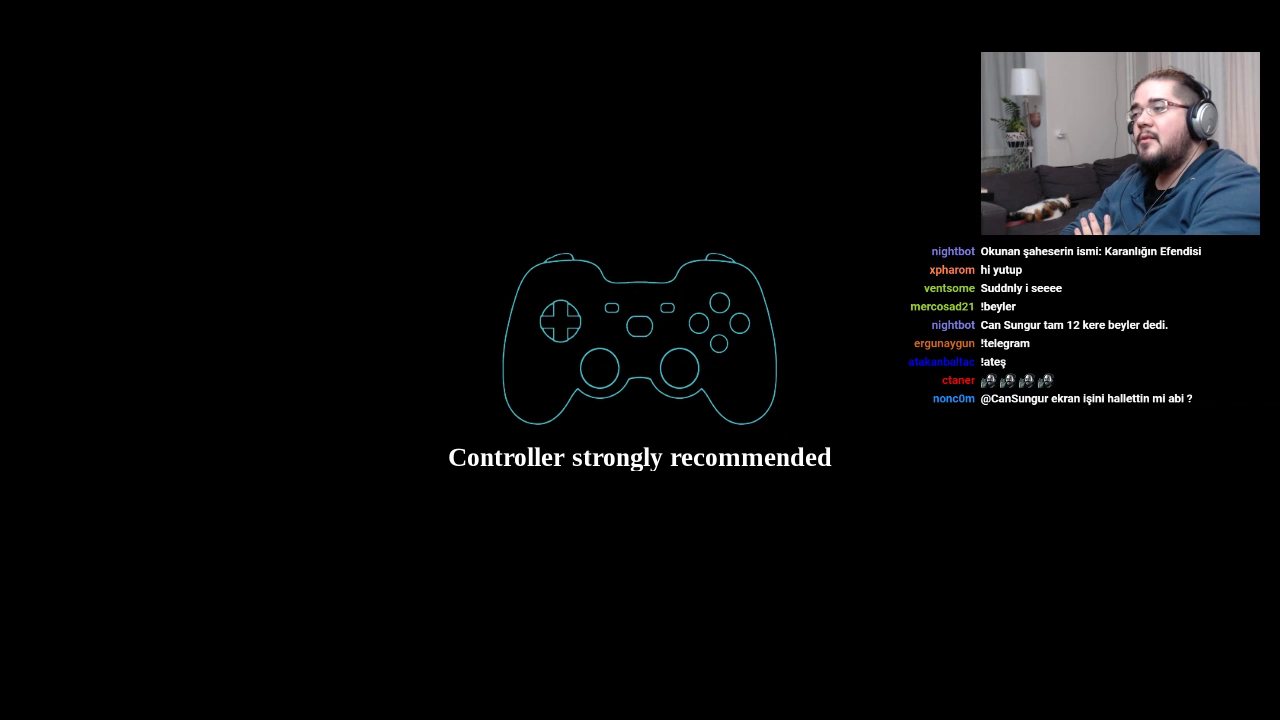 Controller strongly recommended
nightbot Okunan şaheserin ismi: Karanlığın Efendisi
xpharom hi yutup
ventsome Suddnly i seeee
mercosad21 !beyler
nightbot Can Sungur tam 12 kere beyler dedi.
ergunaygun !telegram
atakanbaltac !ateş
ctaner
nonc0m @CanSungur ekran işini hallettin mi abi ?